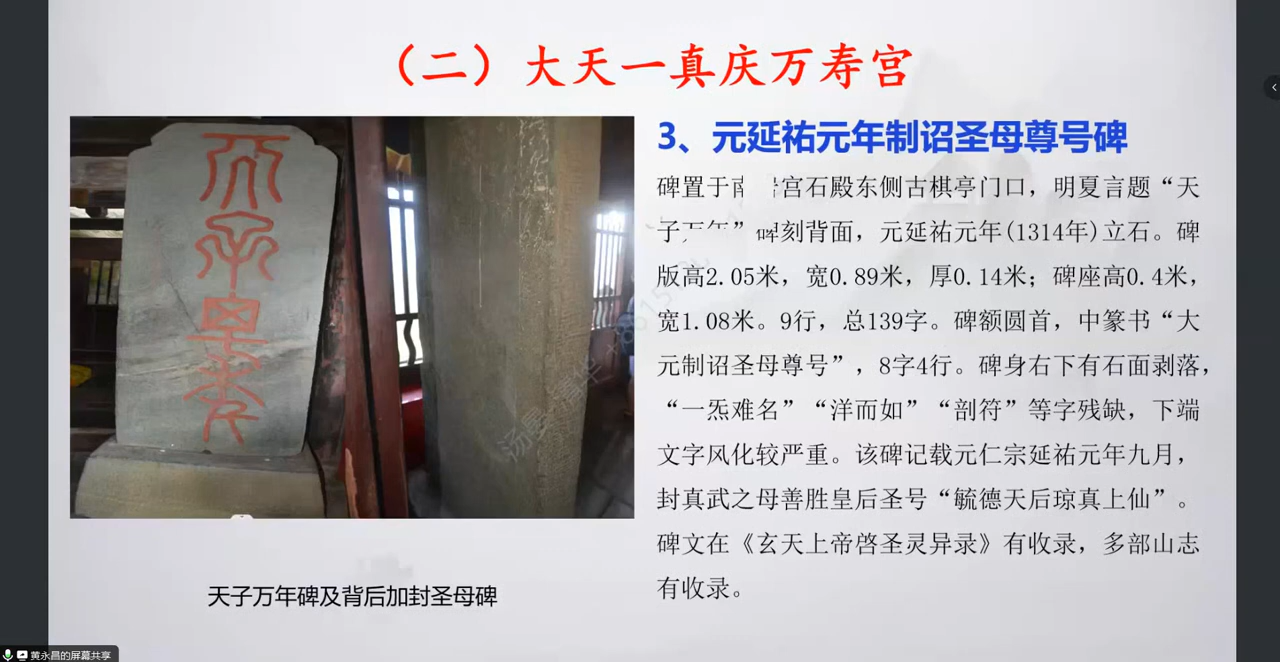 （二）大天一真庆万寿宫
3、元延祐元年制诏圣母尊号碑
碑置于南宫石殿东侧古棋亭门口，明夏言题“天
子万年”碑刻背面，元延祐元年(1314年)立石。碑
版高2.05米，宽0.89米，厚0.14米；碑座高0.4米，
宽1.08米。9行，总139字。碑额圆首，中篆书“大
元制诏圣母尊号”，8字4行。碑身右下有石面剥落，
“一炁难名”“洋而如”“剖符”等字残缺，下端
文字风化较严重。该碑记载元仁宗延祐元年九月，
封真武之母善胜皇后圣号“毓德天后琼真上仙”。
碑文在《玄天上帝啓圣灵异录》有收录，多部山志
有收录。
天子万年碑及背后加封圣母碑
黄永昌的屏幕共享